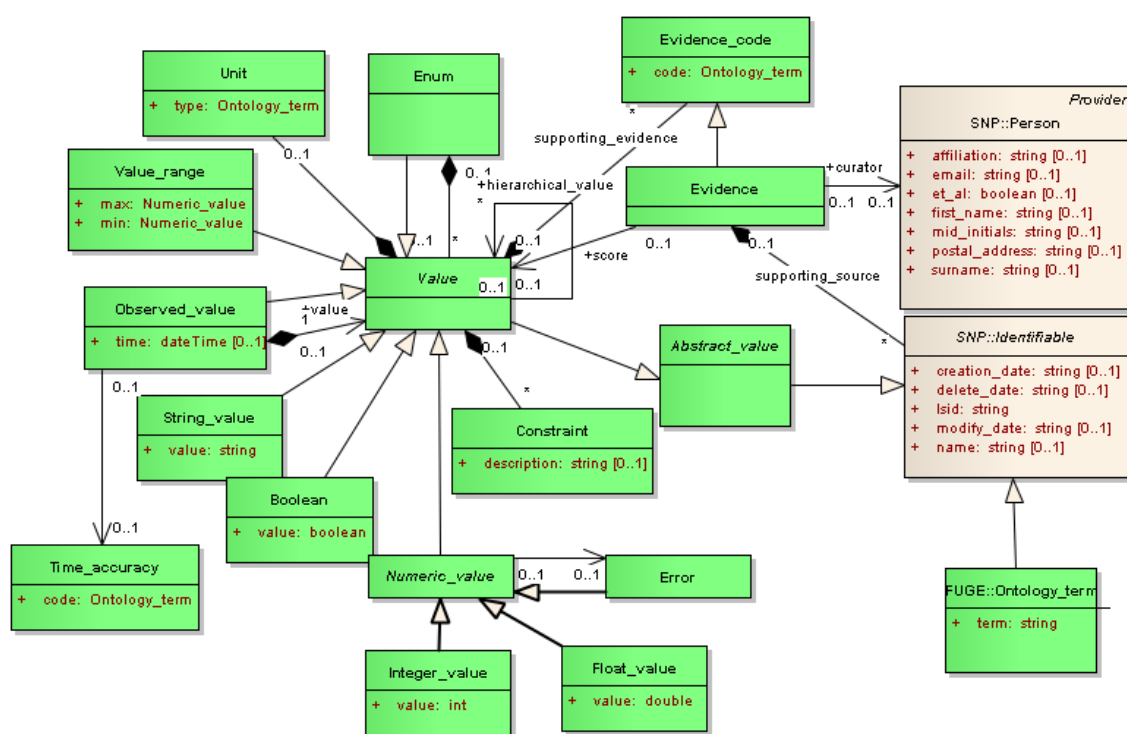 Unit
+ type: Ontology_term
0..1
Enum
0..1
*
Evidence_code
+ code: Ontology_term
*
supporting_evidence
0..1
Provider
SNP::Person
+ affiliation: string [0..1]
+ email: string [0..1]
+ et_al: boolean [0..1]
+ first_name: string [0..1]
+ mid_initials: string [0..1]
+ postal_address: string [0..1]
+ surname: string [0..1]
Value_range
+ max: Numeric_value
+ min: Numeric_value
Evidence
+curator
0..1
0..1
+hierarchical_value
*
0..1
0..1
+score
0..1
0..1
0..1
supporting_source
*
Value
Observed_value
+ time: dateTime [0..1]
+value
1
0..1
0..1
Abstract_value
SNP::Identifiable
+ creation_date: string [0..1]
+ delete_date: string [0..1]
+ lsid: string
+ modify_date: string [0..1]
+ name: string [0..1]
0..1
*
String_value
+ value: string
Constraint
+ description: string [0..1]
Boolean
+ value: boolean
0..1
Time_accuracy
+ code: Ontology_term
Numeric_value
0..1
0..1
Error
FUGE::Ontology_term
+ term: string
Integer_value
+ value: int
Float_value
+ value: double